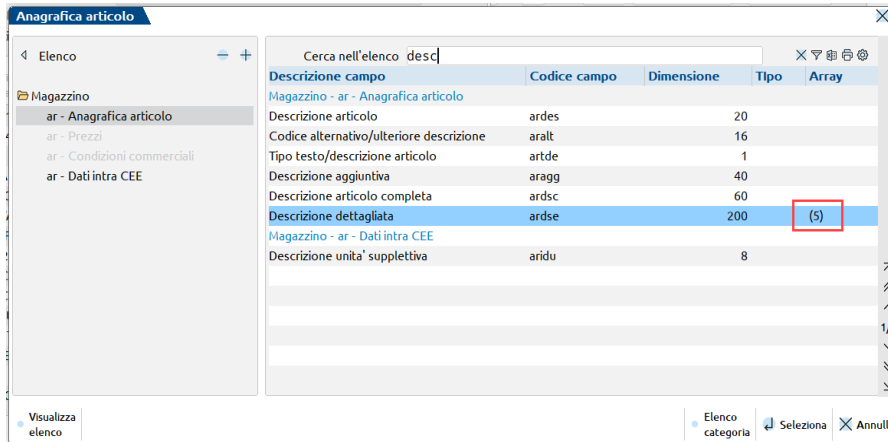 Anagrafica articolo
Elenco
Cerca nell'elenco desc
Descrizione campo Codice campo Dimensione TIpo Array
Magazzino
Magazzino - ar - Anagrafica articolo
ar - Anagrafica articolo
Descrizione articolo ardes 20
ar - Prezzi
Codice alternativo/ulteriore descrizione aralt 16
ar - Condizioni commerciali
Tipo testo/descrizione articolo artde 1
ar - Dati intra CEE
Descrizione aggiuntiva aragg 40
Descrizione articolo completa ardsc 60
Descrizione dettagliata ardse 200 (5)
Magazzino - ar - Dati intra CEE
Descrizione unita' supplettiva aridu 8
Visualizza
elenco
Elenco
categoria
Seleziona
Annull